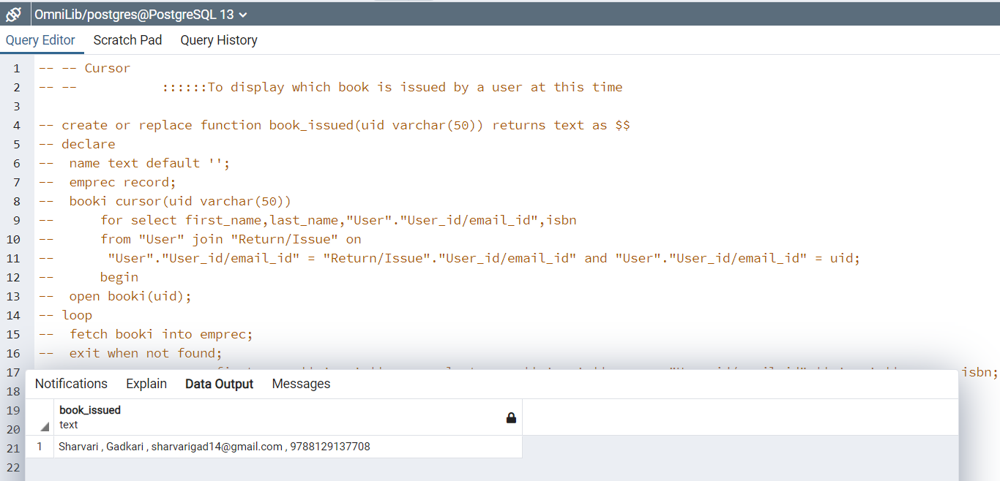 OmniLib/postgres@PostgreSQL 13
Query Editor Scratch Pad Query History
1 -- -- Cursor
2 -- -- ::::::To display which book is issued by a user at this time
3
4 -- create or replace function book_issued(uid varchar(50)) returns text as $$
5 -- declare
6 --  name text default '';
7 --  emprec record;
8 --  booki cursor(uid varchar(50))
9 --      for select first_name,last_name,"User"."User_id/email_id",isbn
10 --      from "User" join "Return/Issue" on
11 --       "User"."User_id/email_id" = "Return/Issue"."User_id/email_id" and "User"."User_id/email_id" = uid;
12 --      begin
13 --  open booki(uid);
14 -- loop
15 --  fetch booki into emprec;
16 --  exit when not found;
17 isbn;
18
19
20
21
22
Notifications Explain Data Output Messages
book_issued
text
1 Sharvari , Gadkari , sharvarigad14@gmail.com , 9788129137708